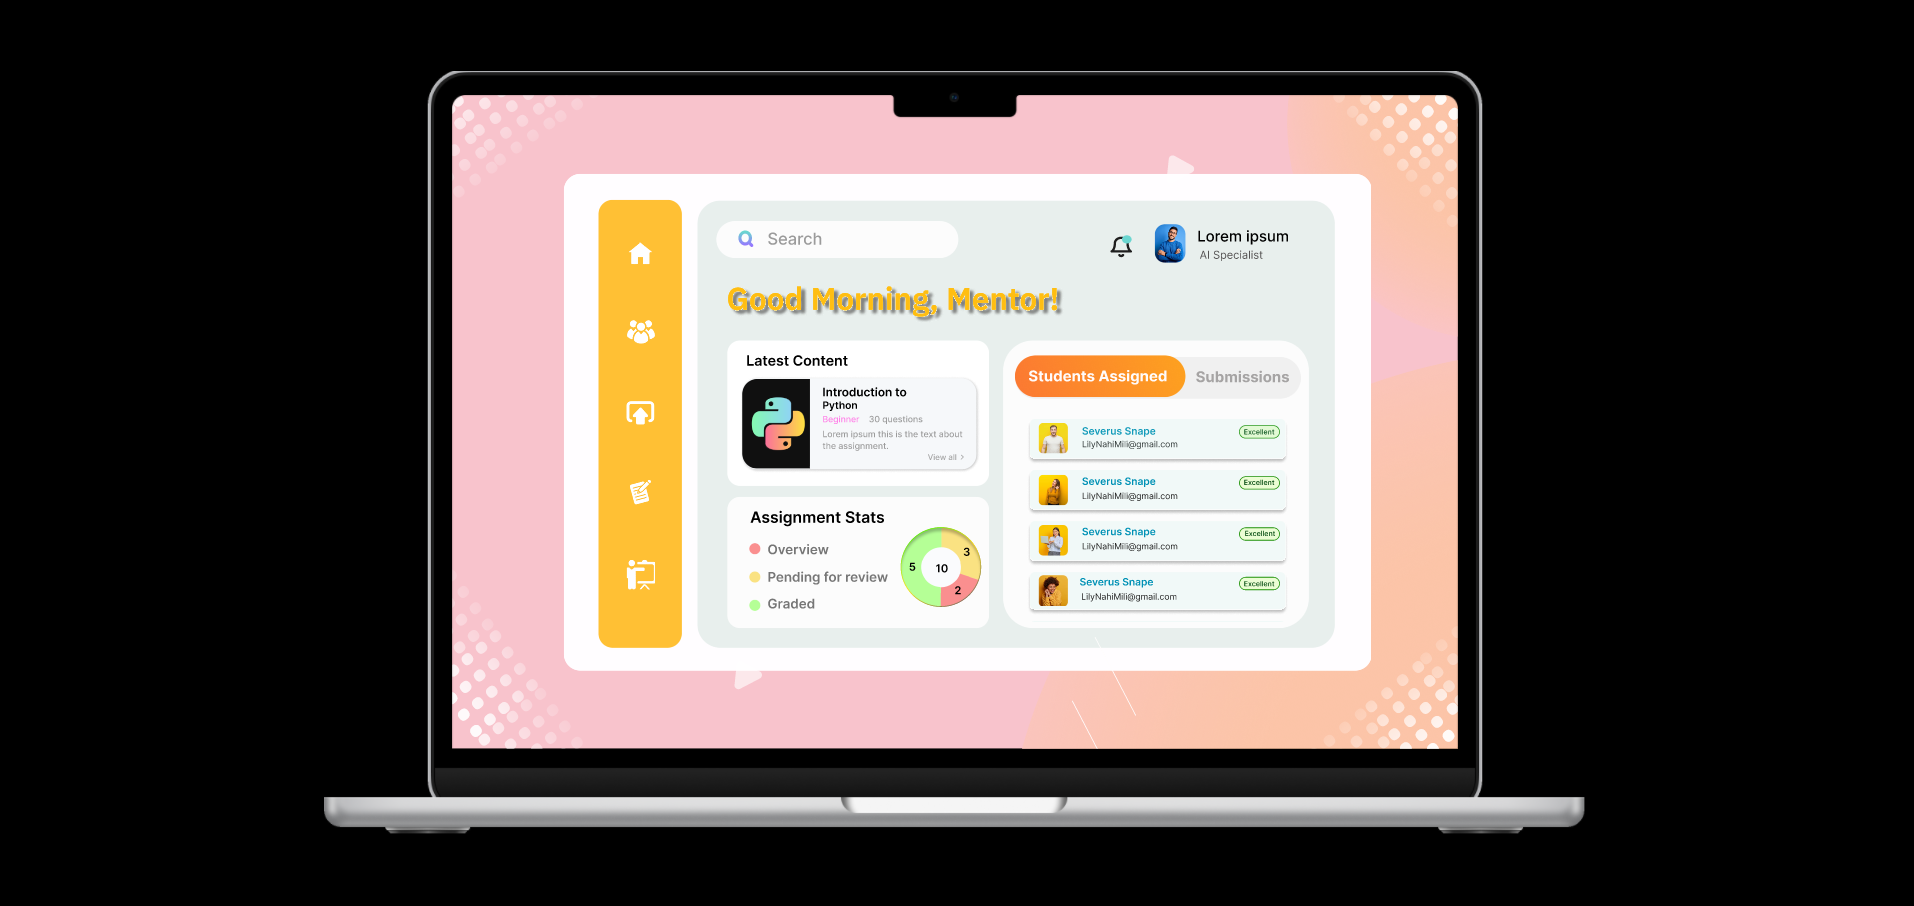 Search
Lorem ipsum
AI Specialist
Good Morning, Mentor!
Latest Content
Introduction to
Python
Beginner 30 questions
Lorem ipsum this is the text about
the assignment.
View all >
Assignment Stats
Overview
Pending for review
Graded
3
5
10
2
Students Assigned Submissions
Severus Snape
LilyNahiMili@gmail.com
Excellent
Severus Snape
LilyNahiMili@gmail.com
Excellent
Severus Snape
LilyNahiMili@gmail.com
Excellent
Severus Snape
LilyNahiMili@gmail.com
Excellent